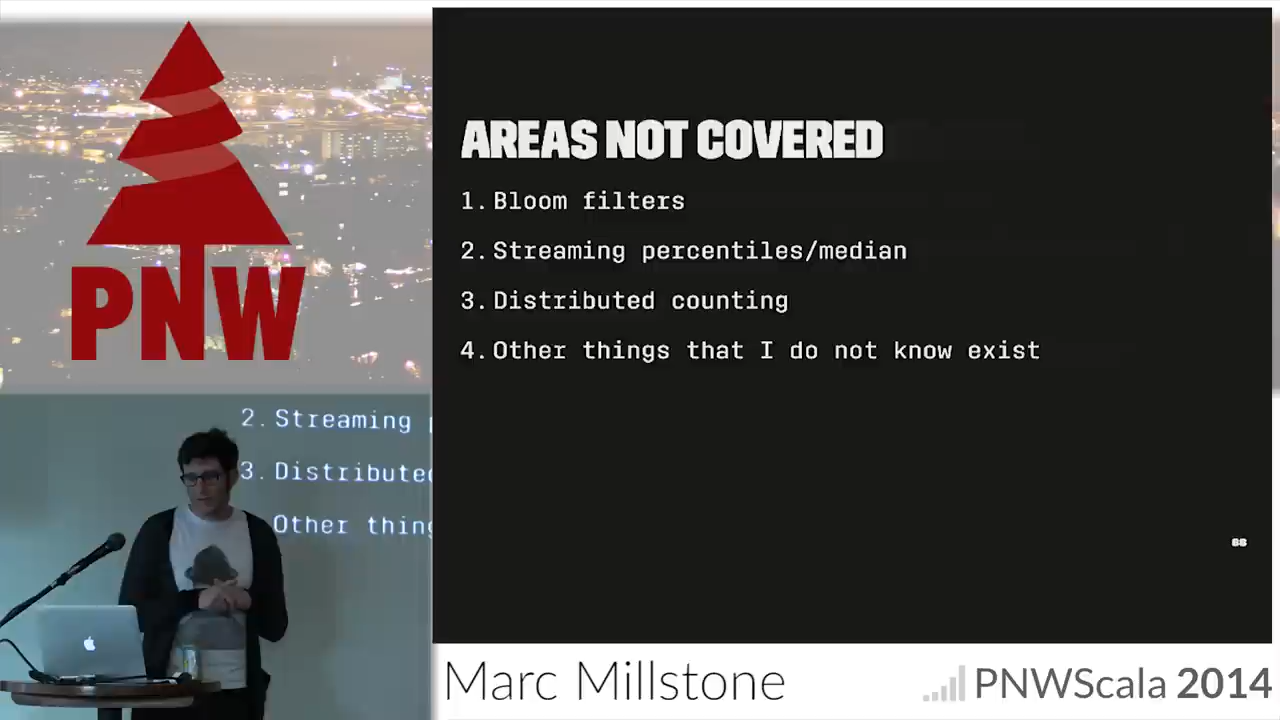 PNW
AREAS NOT COVERED
1. Bloom filters
2. Streaming percentiles/median
3. Distributed counting
4. Other things that I do not know exist
2. Streaming
3. Distributed
Other thing
Marc Millstone
PNWScala 2014